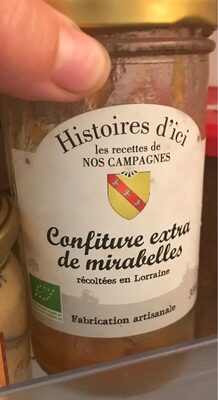 Histoires d'ici
les recettes de
NOS CAMPAGNES
Confiture extra
de mirabelles
récoltées en Lorraine
Fabrication artisanale